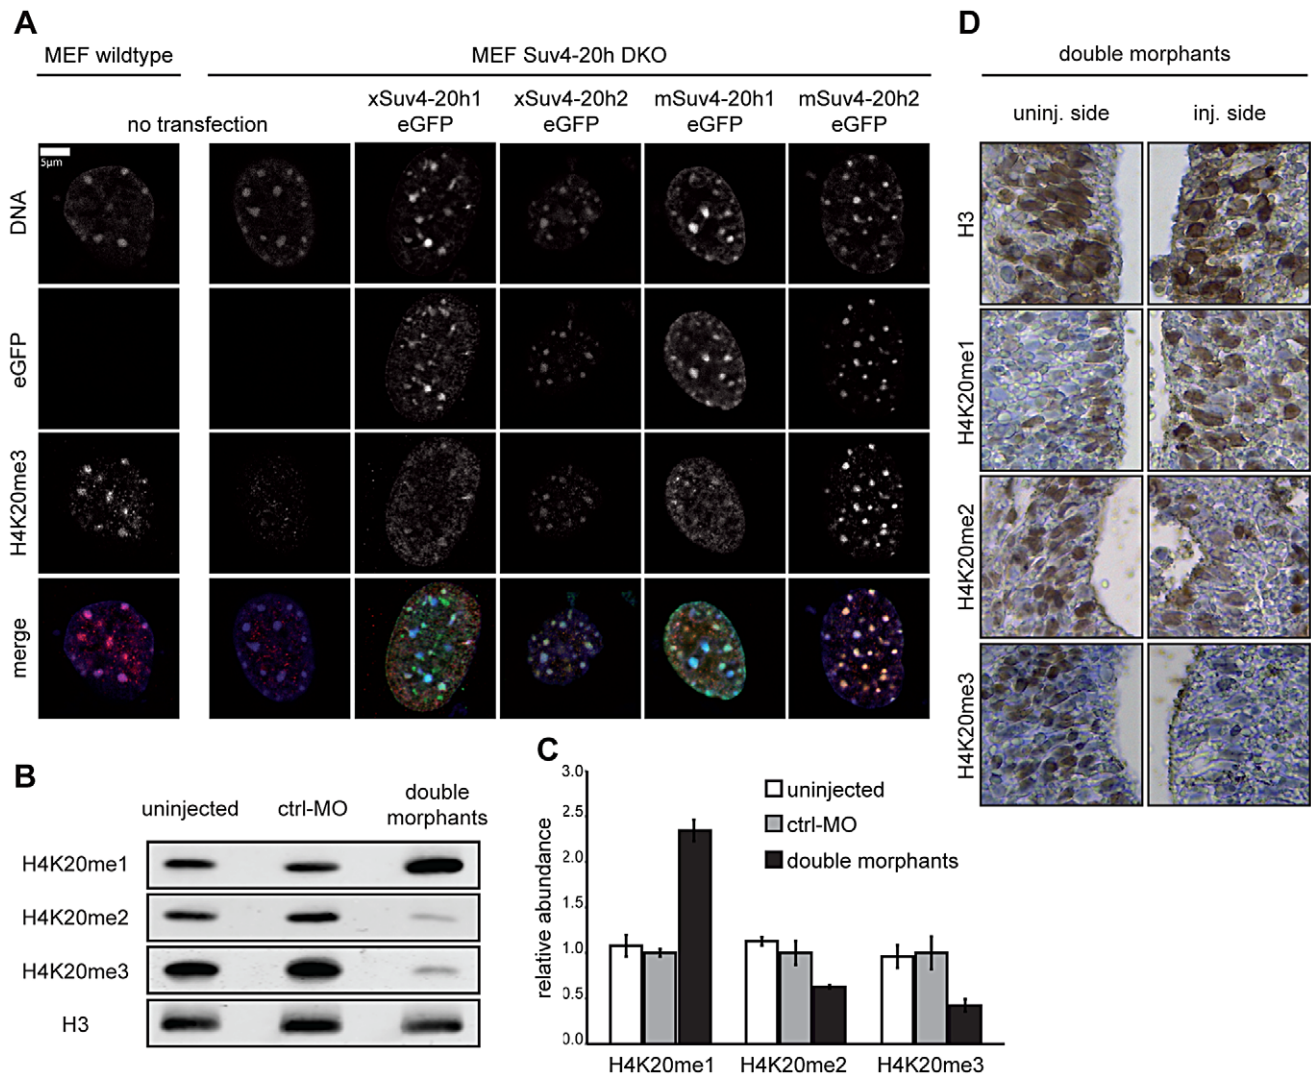 A
MEF wildtype
MEF Suv4-20h DKO
no transfection
xSuv4-20h1
eGFP
xSuv4-20h2
eGFP
mSuv4-20h1
eGFP
mSuv4-20h2
eGFP
5µm
DNA
eGFP
H4K20me3
merge
B
uninjected
ctrl-MO
double
morphants
H4K20me1
H4K20me2
H4K20me3
H3
C
relative abundance
3.0
2.5
2.0
1.5
1.0
0.5
0.0
uninjected
ctrl-MO
double morphants
H4K20me1
H4K20me2
H4K20me3
D
double morphants
uninj. side
inj. side
H3
H4K20me1
H4K20me2
H4K20me3